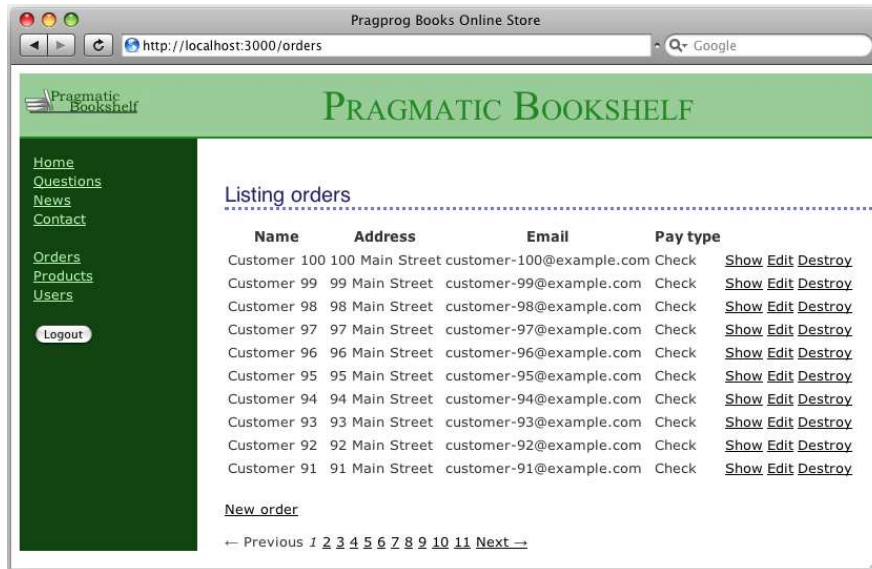 Pragprog Books Online Store
http://localhost:3000/orders
Google
Pragmatic
Bookshelf
PRAGMATIC BOOKSHELF
Home
Questions
News
Contact
Orders
Products
Users
Logout
Listing orders
Name Address Email Pay type
Customer 100 100 Main Street customer-100@example.com Check Show Edit Destroy
Customer 99 99 Main Street customer-99@example.com Check Show Edit Destroy
Customer 98 98 Main Street customer-98@example.com Check Show Edit Destroy
Customer 97 97 Main Street customer-97@example.com Check Show Edit Destroy
Customer 96 96 Main Street customer-96@example.com Check Show Edit Destroy
Customer 95 95 Main Street customer-95@example.com Check Show Edit Destroy
Customer 94 94 Main Street customer-94@example.com Check Show Edit Destroy
Customer 93 93 Main Street customer-93@example.com Check Show Edit Destroy
Customer 92 92 Main Street customer-92@example.com Check Show Edit Destroy
Customer 91 91 Main Street customer-91@example.com Check Show Edit Destroy
New order
← Previous 1 2 3 4 5 6 7 8 9 10 11 Next →